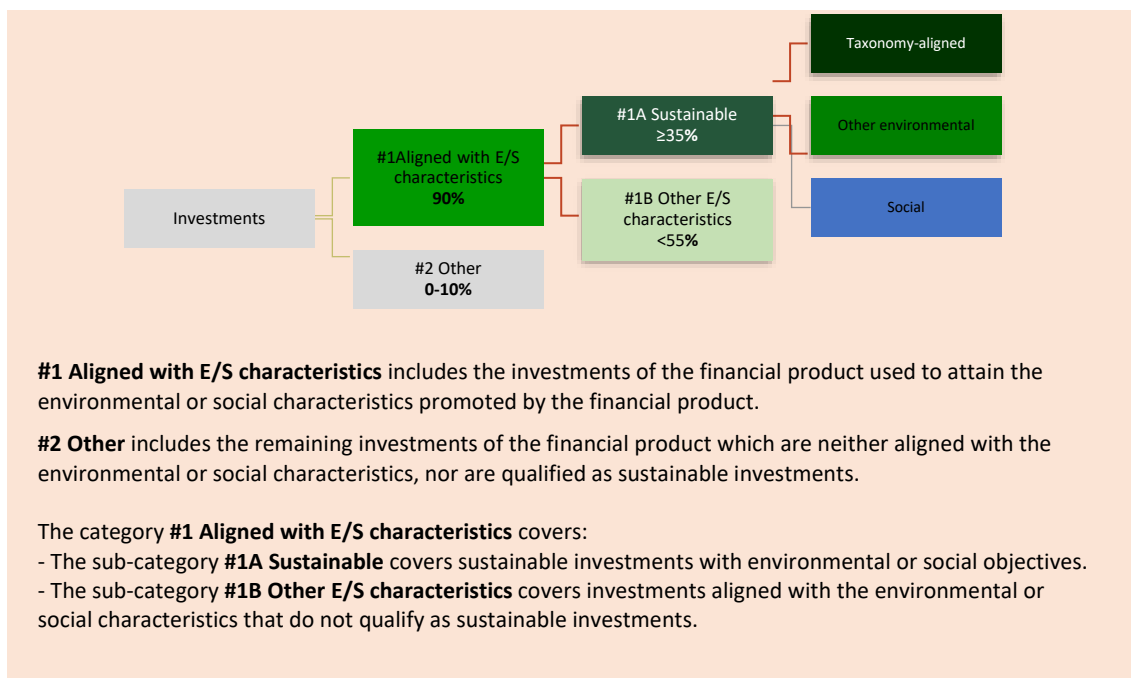 Taxonomy-aligned
#1A Sustainable
≥35%
Other environmental
#1Aligned with E/S
characteristics
90%
#1B Other E/S
characteristics
<55%
Social
Investments
#2 Other
0-10%
#1 Aligned with E/S characteristics includes the investments of the financial product used to attain the
environmental or social characteristics promoted by the financial product.
#2 Other includes the remaining investments of the financial product which are neither aligned with the
environmental or social characteristics, nor are qualified as sustainable investments.
The category #1 Aligned with E/S characteristics covers:
- The sub-category #1A Sustainable covers sustainable investments with environmental or social objectives.
- The sub-category #1B Other E/S characteristics covers investments aligned with the environmental or
social characteristics that do not qualify as sustainable investments.